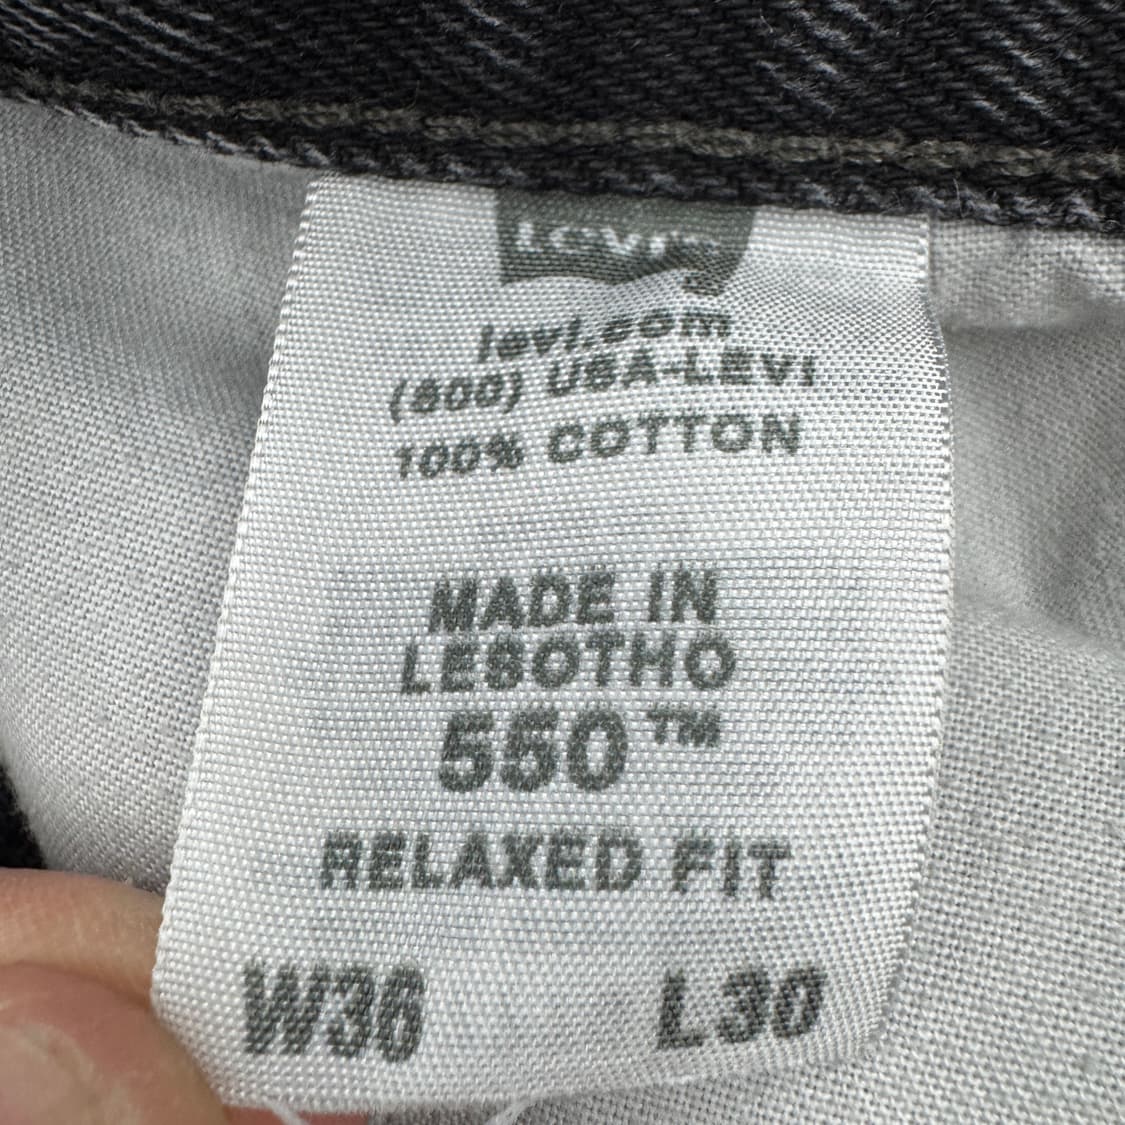 Levi's
levi.com
(800) USA-LEVI
100% COTTON
MADE IN
LESOTHO
550™
RELAXED FIT
W36 L30